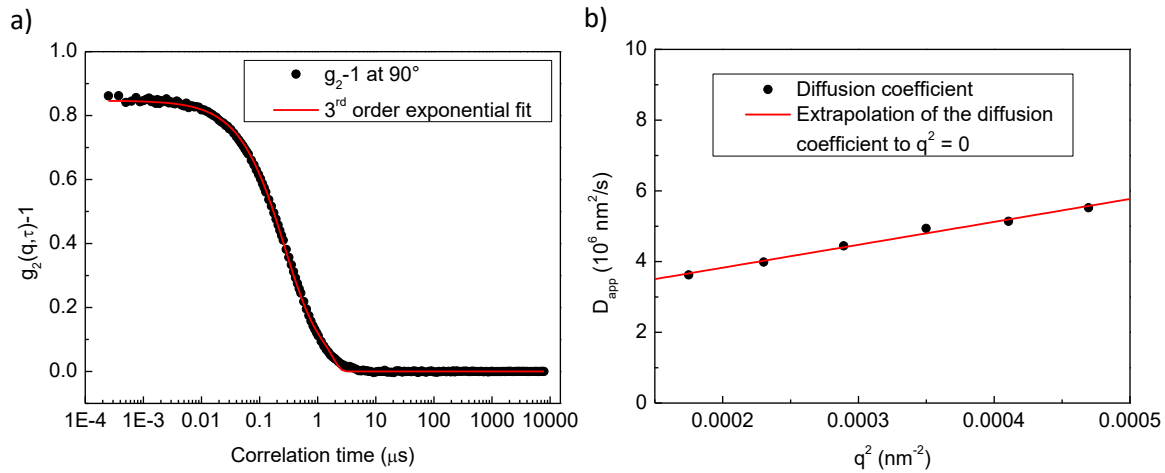 a)
g₂-1 at 90°
3ʳᵈ order exponential fit
g₂(q,τ)-1
1.0
0.8
0.6
0.4
0.2
0.0
1E-4 1E-3 0.01 0.1 1 10 100 1000 10000
Correlation time (μs)
b)
Diffusion coefficient
Extrapolation of the diffusion
coefficient to q² = 0
D_app (10⁶ nm²/s)
10
8
6
4
2
0
0.0002 0.0003 0.0004 0.0005
q² (nm⁻²)